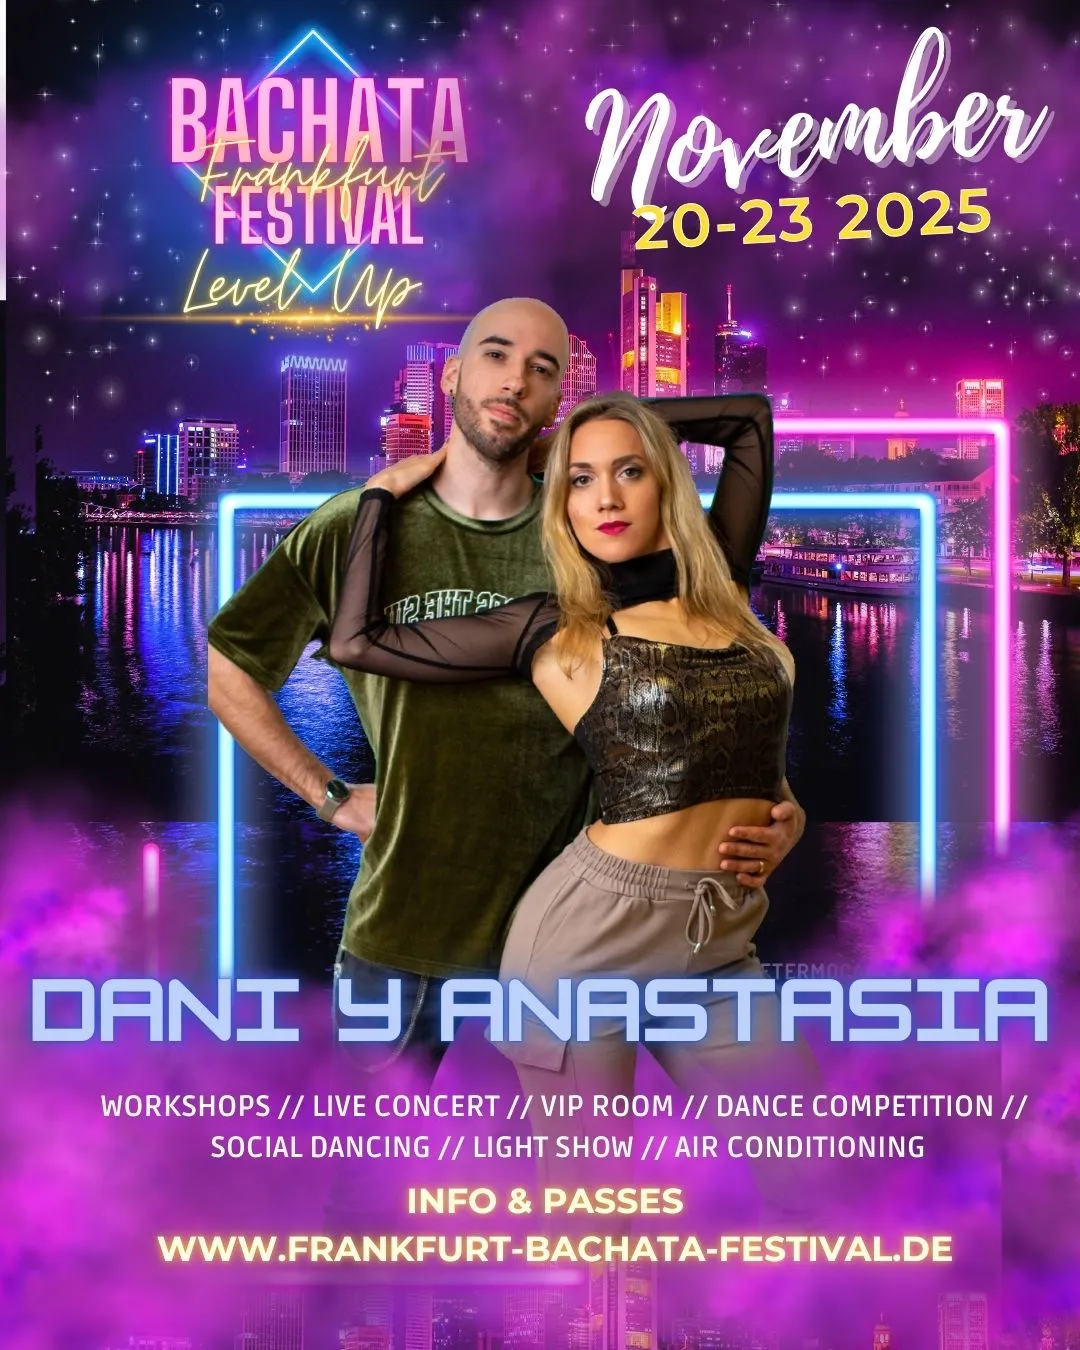 BACHATA
Frankfurt
FESTIVAL
Level Up
November
20-23 2025
DANI Y ANASTASIA
WORKSHOPS // LIVE CONCERT // VIP ROOM // DANCE COMPETITION //
SOCIAL DANCING // LIGHT SHOW // AIR CONDITIONING
INFO & PASSES
WWW.FRANKFURT-BACHATA-FESTIVAL.DE